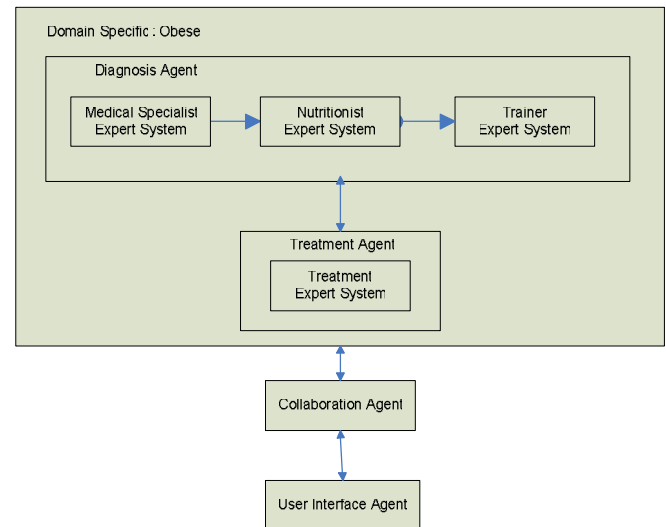 Domain Specific : Obese
Diagnosis Agent
Medical Specialist
Expert System
Nutritionist
Expert System
Trainer
Expert System
Treatment Agent
Treatment
Expert System
Collaboration Agent
User Interface Agent